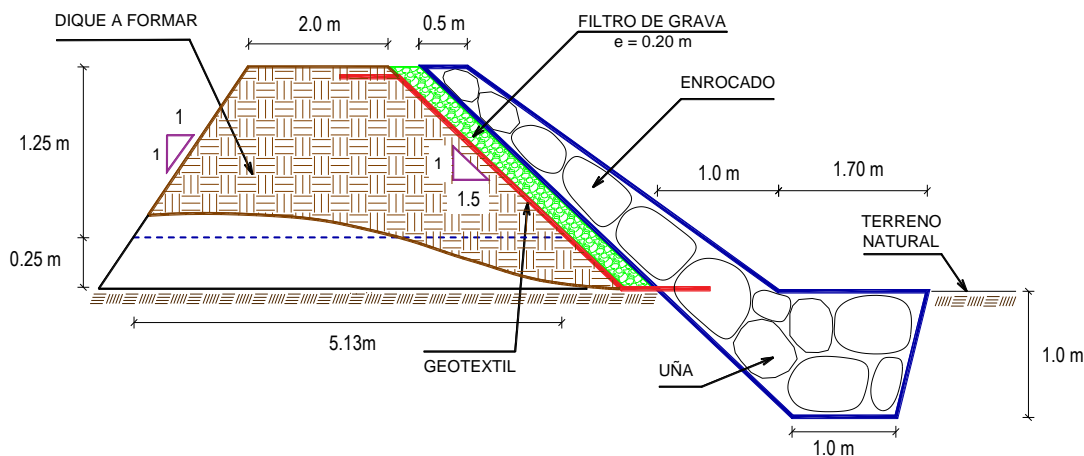 DIQUE A FORMAR
2.0 m
0.5 m
FILTRO DE GRAVA
e = 0.20 m
ENROCADO
1.25 m
1
1
1
1.5
1.0 m
1.70 m
TERRENO
NATURAL
0.25 m
5.13m
GEOTEXTIL
UÑA
1.0 m
1.0 m